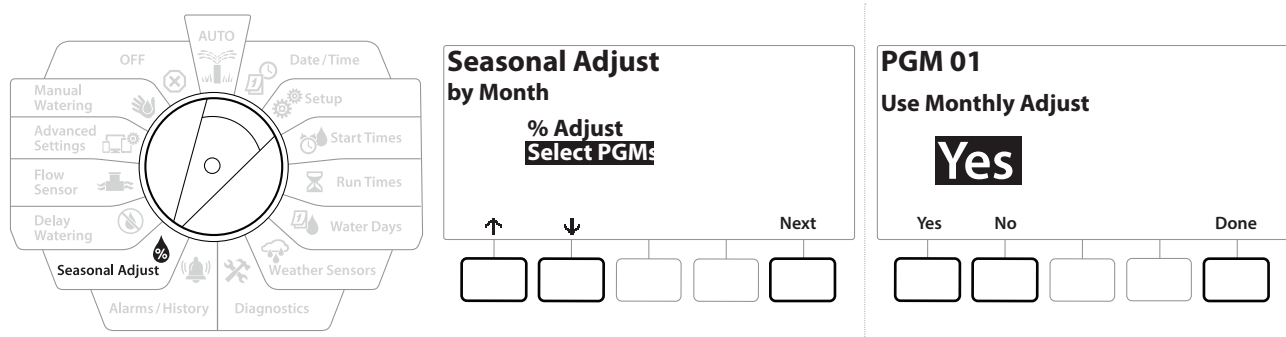 AUTO
OFF
Date/Time
Manual
Watering
Setup
Advanced
Settings
Start Times
Flow
Sensor
Run Times
Delay
Watering
Water Days
Seasonal Adjust
Weather Sensors
Alarms/History
Diagnostics
1
1
%
Seasonal Adjust
by Month
% Adjust
Select PGMs
Next
PGM 01
Use Monthly Adjust
Yes
Yes No Done